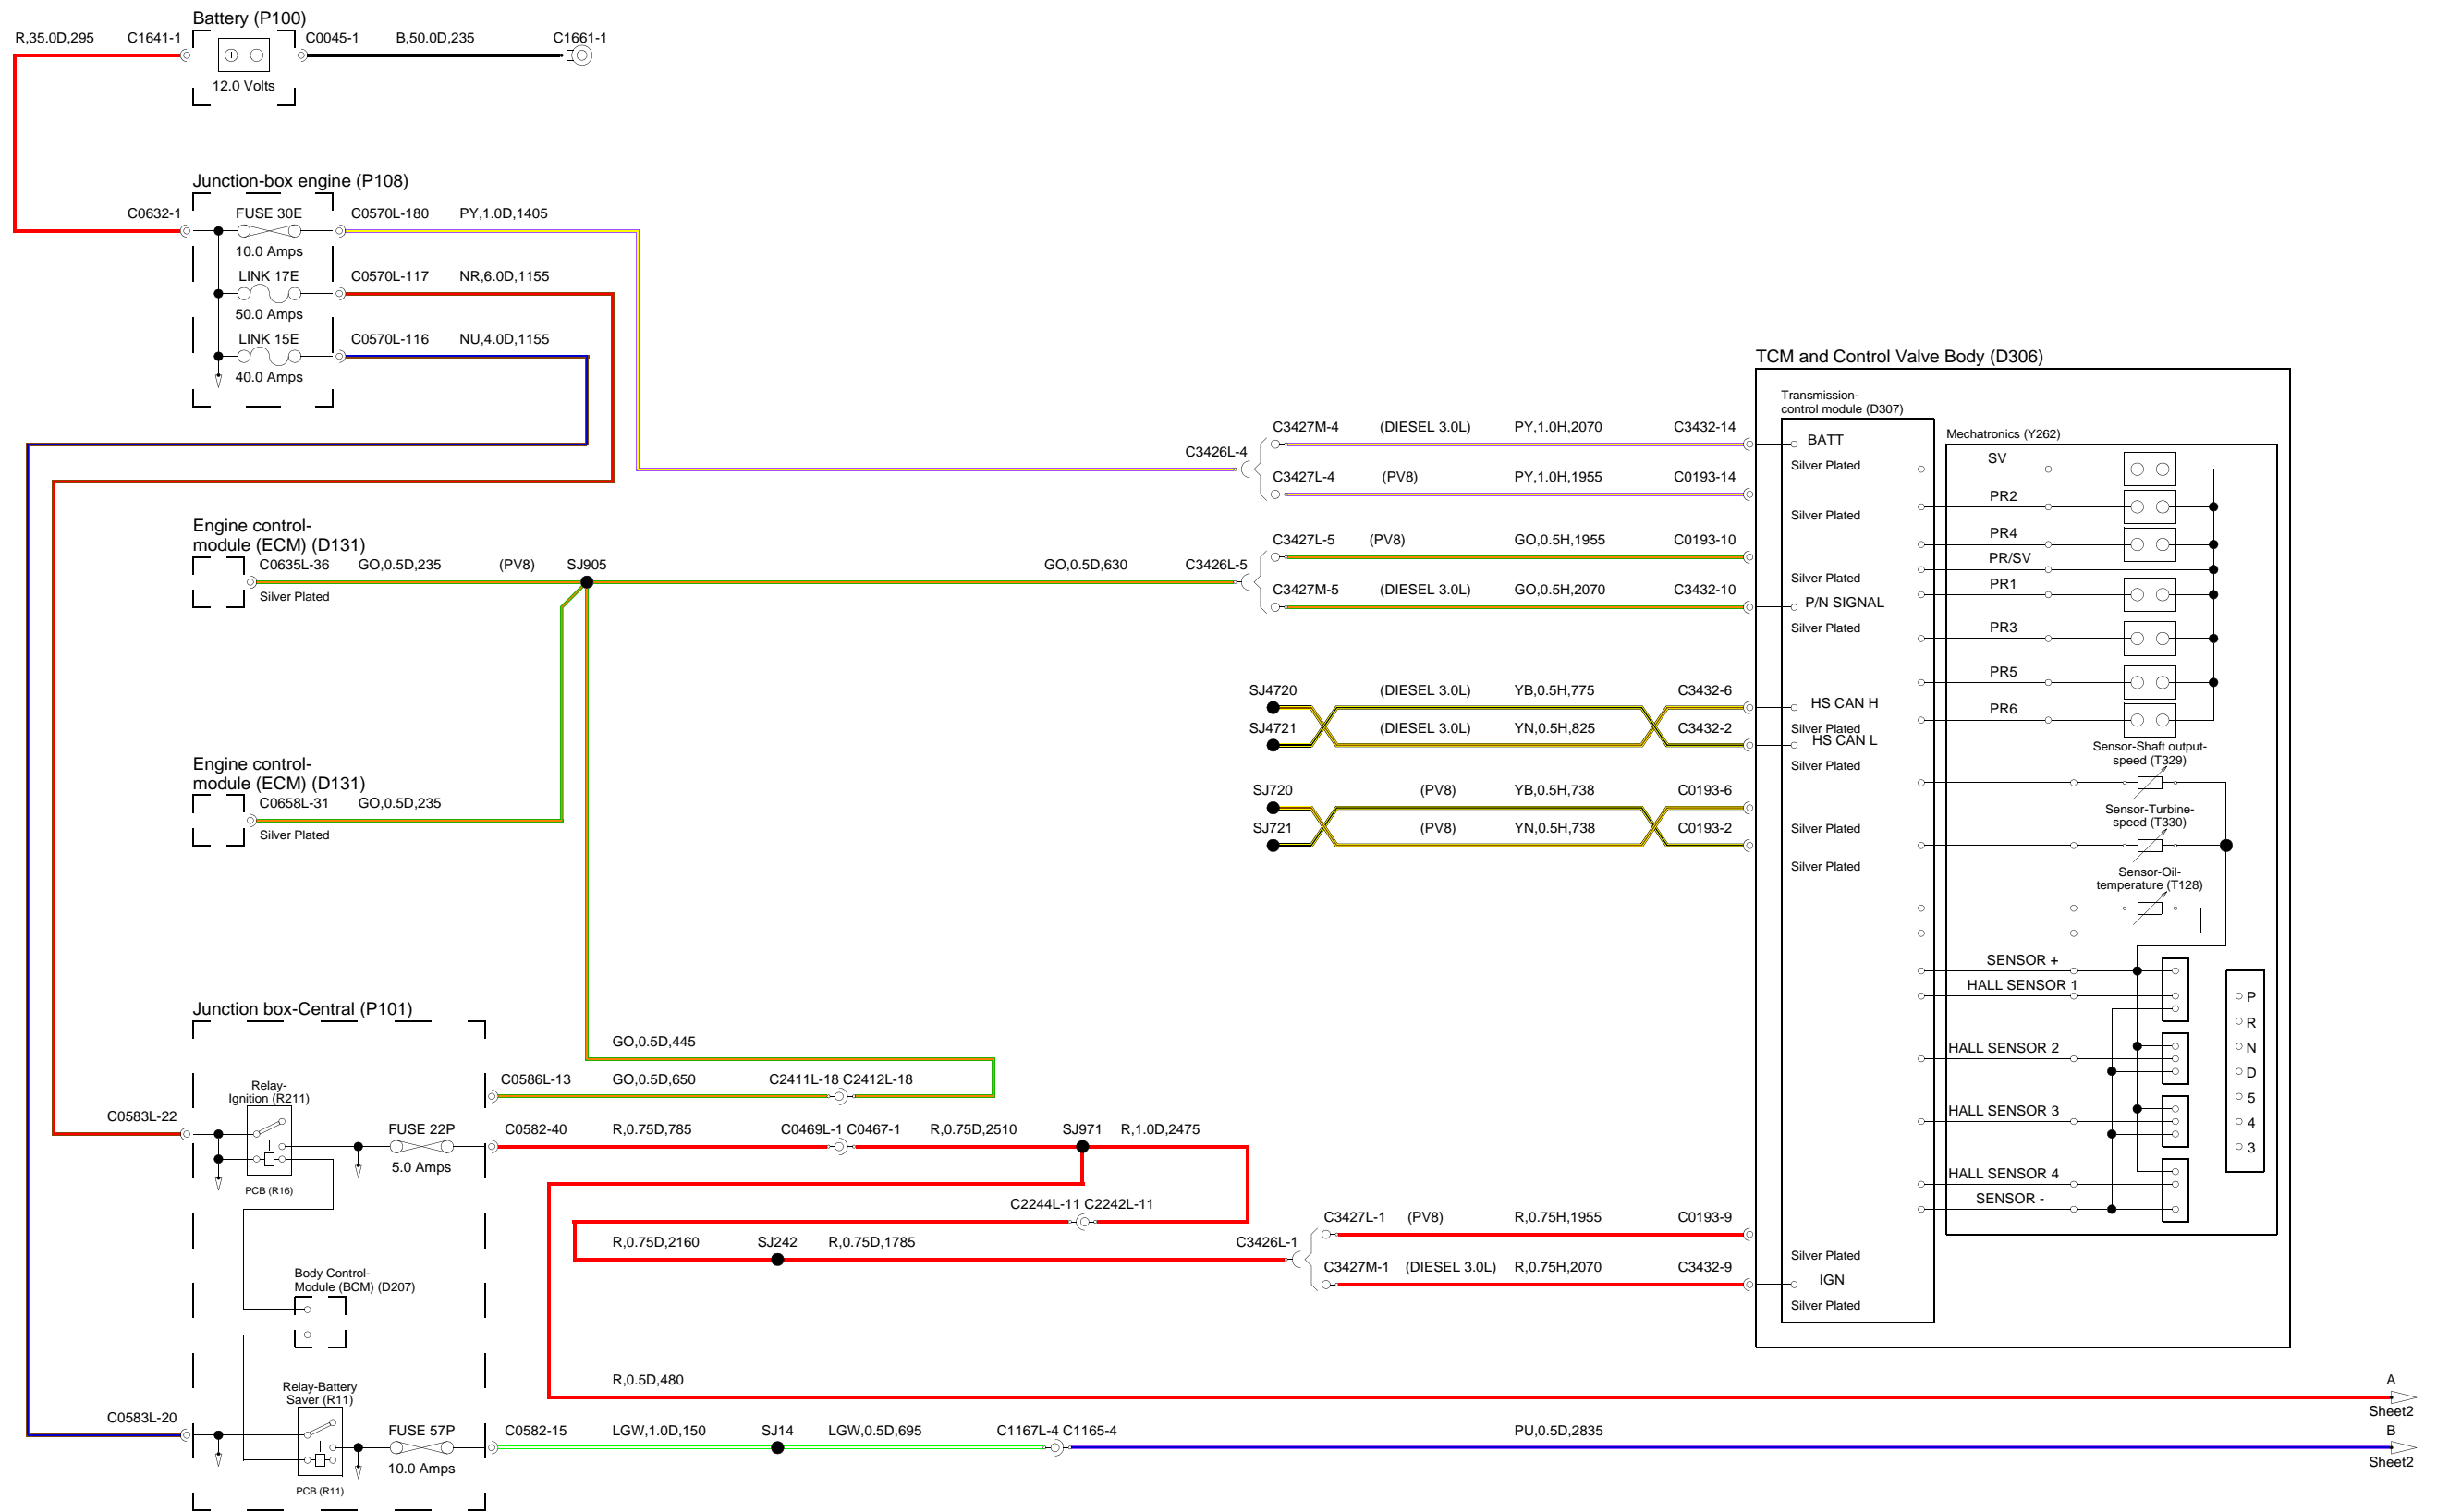 Battery (P100)
R,35.0D,295 C1641-1 C0045-1 B,50.0D,235 C1661-1
12.0 Volts
Junction-box engine (P108)
C0632-1 FUSE 30E C0570L-180 PY,1.0D,1405
10.0 Amps
LINK 17E C0570L-117 NR,6.0D,1155
50.0 Amps
LINK 15E C0570L-116 NU,4.0D,1155
40.0 Amps
TCM and Control Valve Body (D306)
Transmission-
control module (D307)
C3426L-4
C3427M-4 (DIESEL 3.0L) PY,1.0H,2070 C3432-14 BATT
Silver Plated
C3427L-4 (PV8) PY,1.0H,1955 C0193-14
Silver Plated
Mechatronics (Y262)
SV
PR2
PR4
PR/SV
PR1
PR3
PR5
PR6
Engine control-
module (ECM) (D131)
C0635L-36 GO,0.5D,235 (PV8) SJ905 GO,0.5D,630 C3426L-5
Silver Plated
C3427L-5 (PV8) GO,0.5H,1955 C0193-10
Silver Plated
C3427M-5 (DIESEL 3.0L) GO,0.5H,2070 C3432-10 P/N SIGNAL
Silver Plated
SJ4720 (DIESEL 3.0L) YB,0.5H,775 C3432-6 HS CAN H
Silver Plated
SJ4721 (DIESEL 3.0L) YN,0.5H,825 C3432-2 HS CAN L
Silver Plated
Sensor-Shaft output-
speed (T329)
Engine control-
module (ECM) (D131)
C0658L-31 GO,0.5D,235
Silver Plated
SJ720 (PV8) YB,0.5H,738 C0193-6
Silver Plated
SJ721 (PV8) YN,0.5H,738 C0193-2
Silver Plated
Sensor-Turbine-
speed (T330)
Sensor-Oil-
temperature (T128)
SENSOR +
HALL SENSOR 1
HALL SENSOR 2
HALL SENSOR 3
HALL SENSOR 4
SENSOR -
P
R
N
D
5
4
3
Junction box-Central (P101)
GO,0.5D,445
C0586L-13 GO,0.5D,650 C2411L-18 C2412L-18
Relay-
Ignition (R211)
C0583L-22 FUSE 22P C0582-40 R,0.75D,785 C0469L-1 C0467-1 R,0.75D,2510 SJ971 R,1.0D,2475
5.0 Amps
PCB (R16)
C2244L-11 C2242L-11
R,0.75D,2160 SJ242 R,0.75D,1785 C3426L-1
C3427L-1 (PV8) R,0.75H,1955 C0193-9
Silver Plated
C3427M-1 (DIESEL 3.0L) R,0.75H,2070 C3432-9 IGN
Silver Plated
Body Control-
Module (BCM) (D207)
R,0.5D,480 A
Sheet2
Relay-Battery
Saver (R11)
C0583L-20 FUSE 57P C0582-15 LGW,1.0D,150 SJ14 LGW,0.5D,695 C1167L-4 C1165-4 PU,0.5D,2835 B
10.0 Amps Sheet2
PCB (R11)